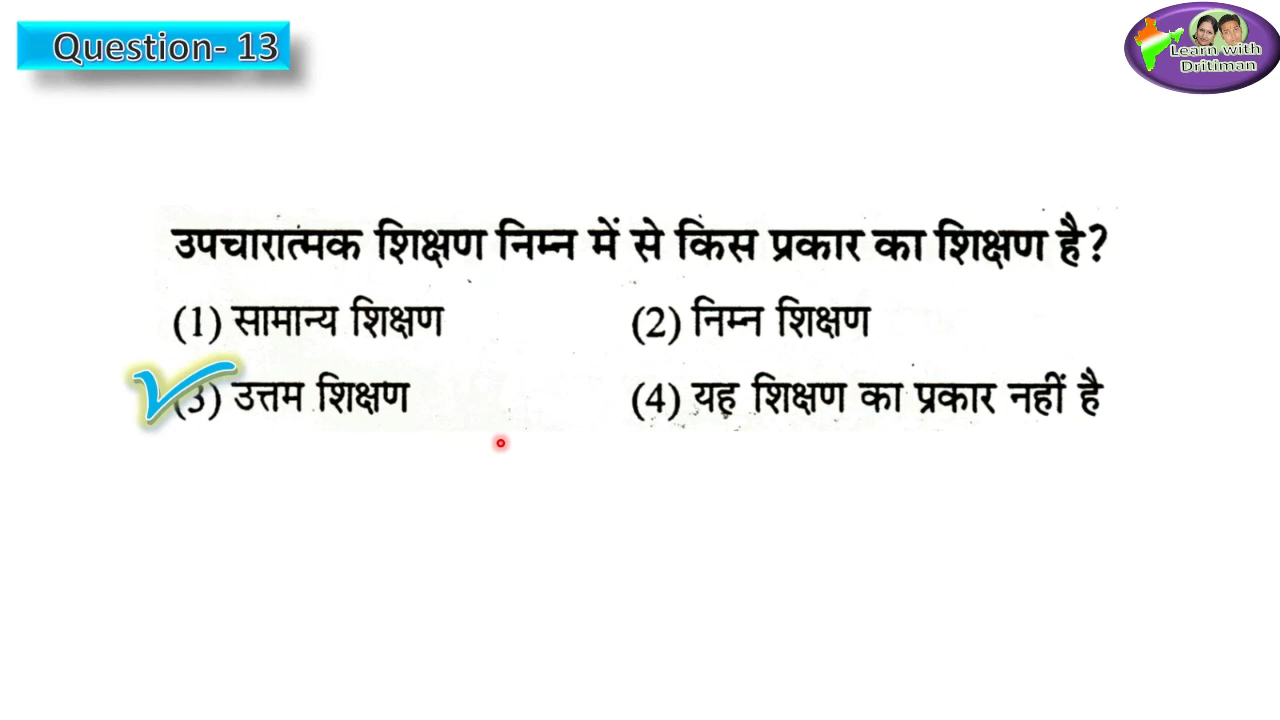 Question- 13
Learn with
Dritiman
उपचारात्मक शिक्षण निम्न में से किस प्रकार का शिक्षण है?
(1) सामान्य शिक्षण (2) निम्न शिक्षण
(3) उत्तम शिक्षण (4) यह शिक्षण का प्रकार नहीं है